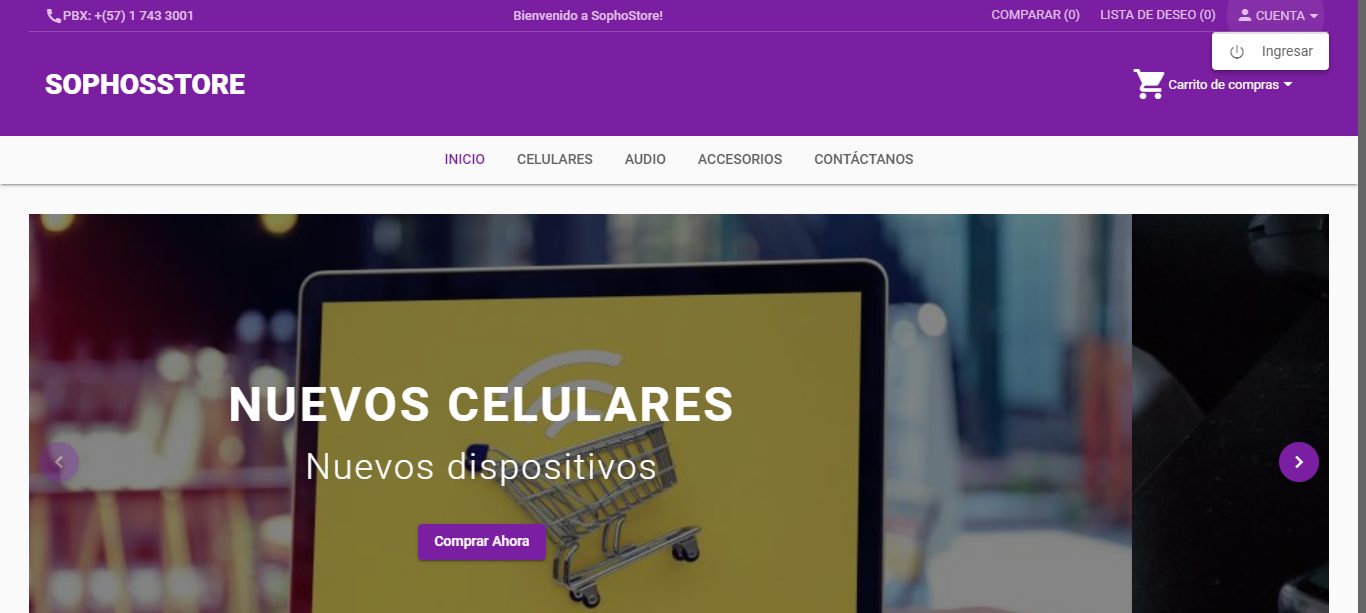 PBX: +(57) 1 743 3001
Bienvenido a SophoStore!
COMPARAR (0)
LISTA DE DESEO (0)
CUENTA
Ingresar
SOPHOSSTORE
Carrito de compras
INICIO
CELULARES
AUDIO
ACCESORIOS
CONTÁCTANOS
NUEVOS CELULARES
Nuevos dispositivos
Comprar Ahora